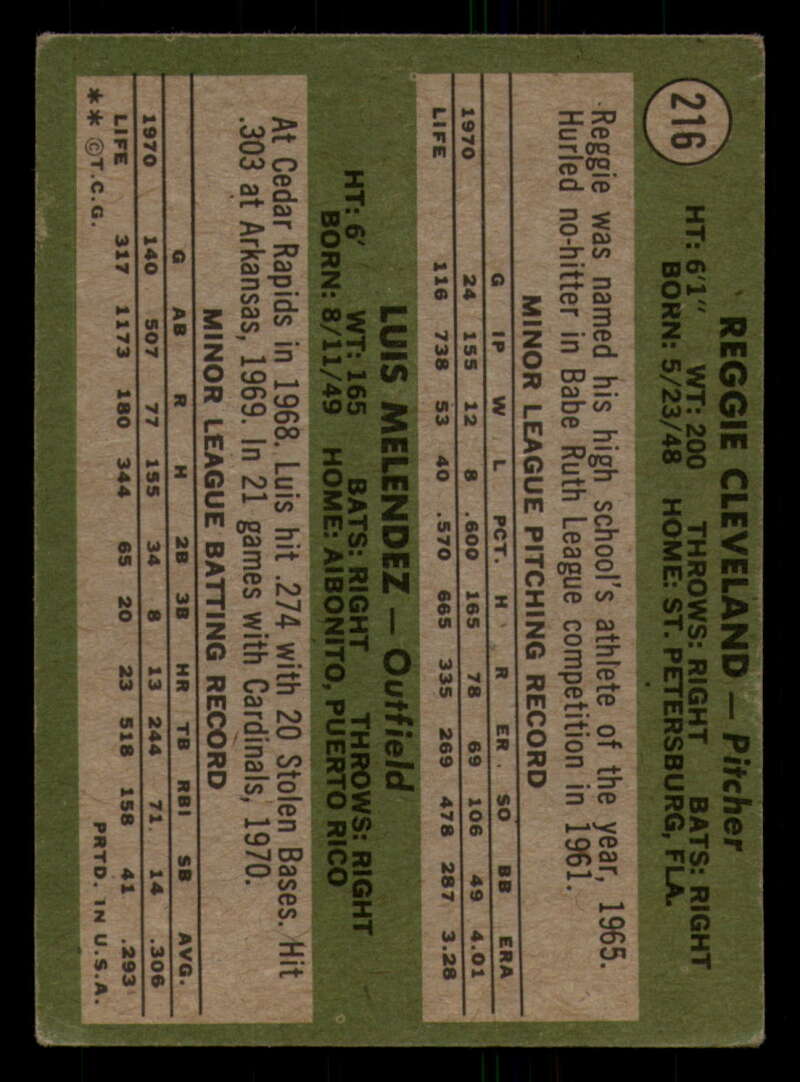 216
REGGIE CLEVELAND — Pitcher
HT: 6'1" WT: 200 THROWS: RIGHT BATS: RIGHT
BORN: 5/23/48 HOME: ST. PETERSBURG, FLA.
Reggie was named his high school's athlete of the year, 1965.
Hurled no-hitter in Babe Ruth League competition in 1961.
MINOR LEAGUE PITCHING RECORD
G IP W L PCT. H R ER SO BB ERA
1970 24 155 12 8 .600 165 78 69 106 49 4.01
LIFE 116 738 53 40 .570 665 335 269 478 287 3.28
LUIS MELENDEZ — Outfield
HT: 6' WT: 165 BATS: RIGHT THROWS: RIGHT
BORN: 8/11/49 HOME: AIBONITO, PUERTO RICO
At Cedar Rapids in 1968. Luis hit .274 with 20 Stolen Bases. Hit
.303 at Arkansas, 1969. In 21 games with Cardinals, 1970.
MINOR LEAGUE BATTING RECORD
G AB R H 2B 3B HR TB RBI SB AVG.
1970 140 507 77 155 34 8 13 244 71 14 .306
LIFE 317 1173 180 344 65 20 23 518 158 41 .293
** ©T.C.G. PRTD. IN U.S.A.